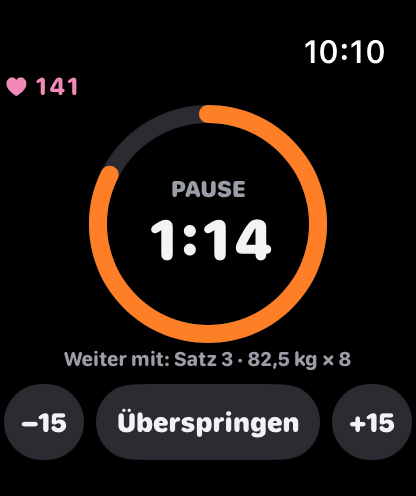 10:10
141
PAUSE
1:14
Weiter mit: Satz 3 · 82,5 kg × 8
−15
Überspringen
+15